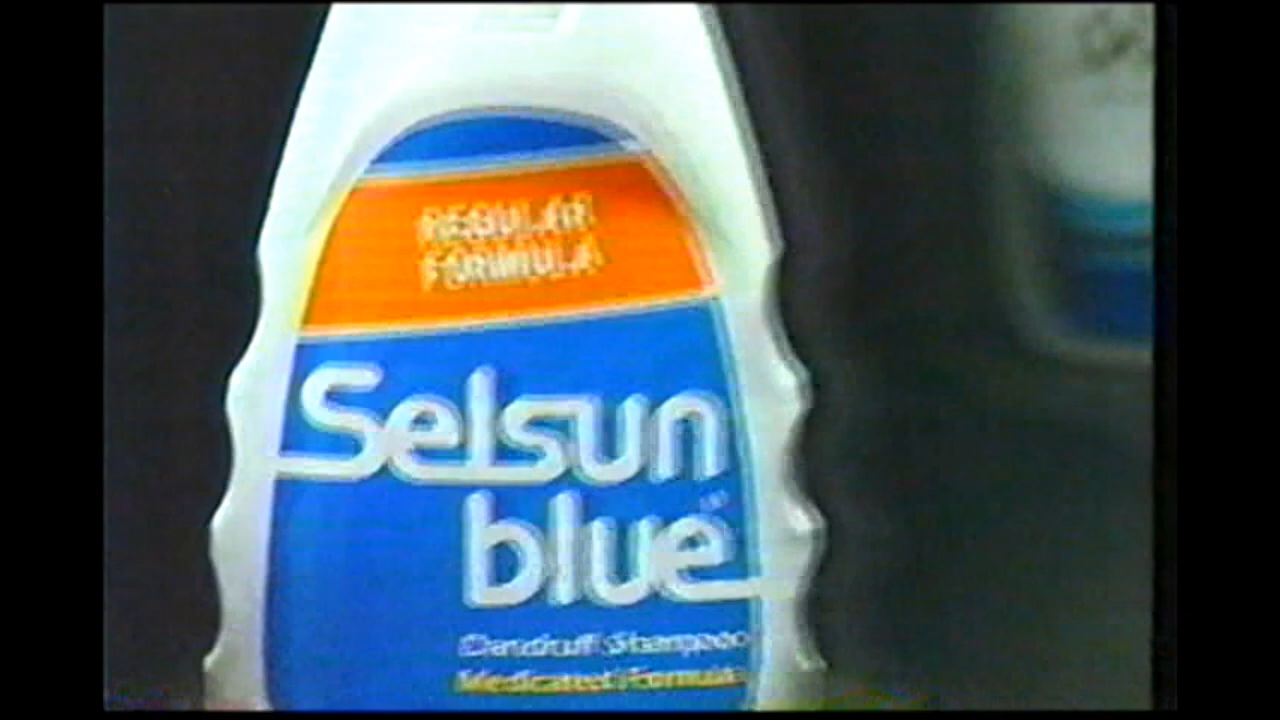 REGULAR
FORMULA
Selsun
blue
Dandruff Shampoo
Medicated Formula